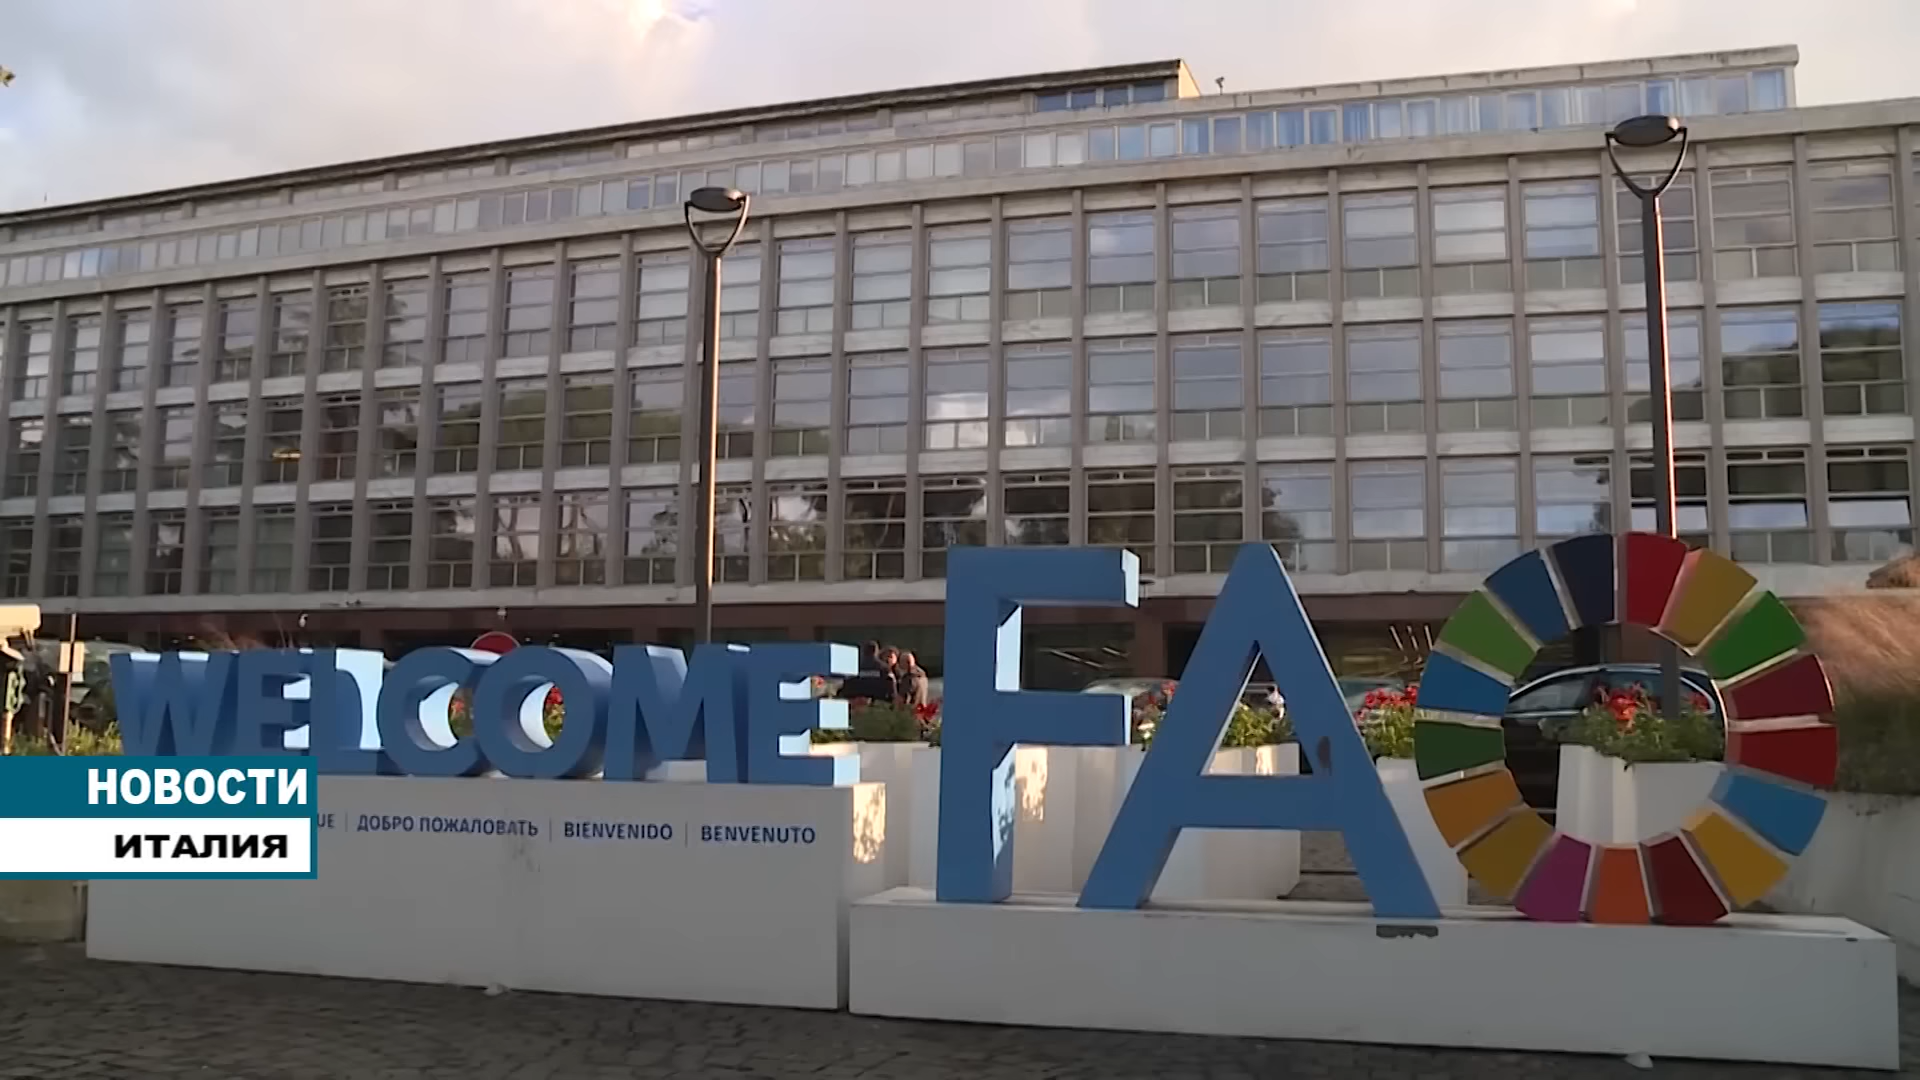 WELCOME
FAO
UE | ДОБРО ПОЖАЛОВАТЬ | BIENVENIDO | BENVENUTO
НОВОСТИ
ИТАЛИЯ